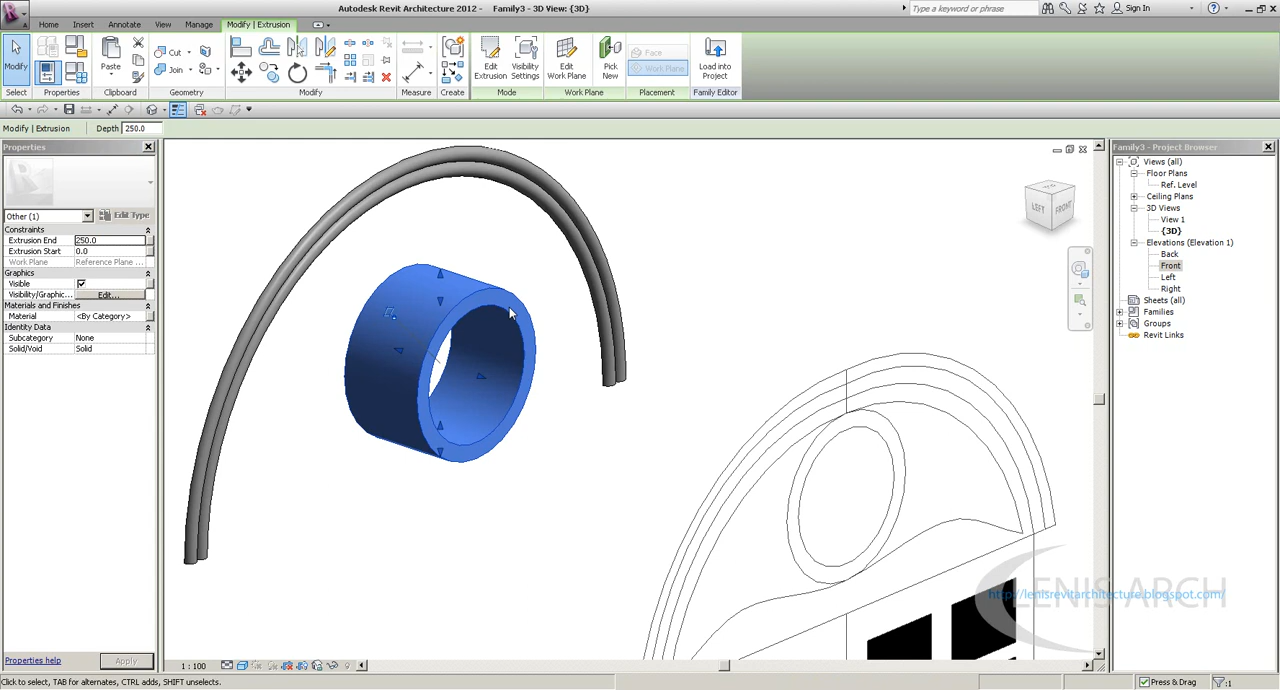 Autodesk Revit Architecture 2012 - Family3 - 3D View: {3D}
Type a keyword or phrase
Sign In
Home Insert Annotate View Manage Modify | Extrusion
Modify
Paste
Cut
Join
Edit Extrusion
Visibility Settings
Edit Work Plane
Pick New
Face
Work Plane
Load into Project
Select Properties Clipboard Geometry Modify Measure Create Mode Work Plane Placement Family Editor
Modify | Extrusion Depth 250.0
Properties
Other (1) Edit Type
Constraints
Extrusion End 250.0
Extrusion Start 0.0
Work Plane Reference Plane ...
Graphics
Visible
Visibility/Graphic... Edit...
Materials and Finishes
Material <By Category>
Identity Data
Subcategory None
Solid/Void Solid
Properties help Apply
LEFT FRONT
Family3 - Project Browser
Views (all)
Floor Plans
Ref. Level
Ceiling Plans
3D Views
View 1
{3D}
Elevations (Elevation 1)
Back
Front
Left
Right
Sheets (all)
Families
Groups
Revit Links
LENIS ARCH
http://lenisrevitarchitecture.blogspot.com/
1 : 100
Click to select, TAB for alternates, CTRL adds, SHIFT unselects.
Press & Drag
:1